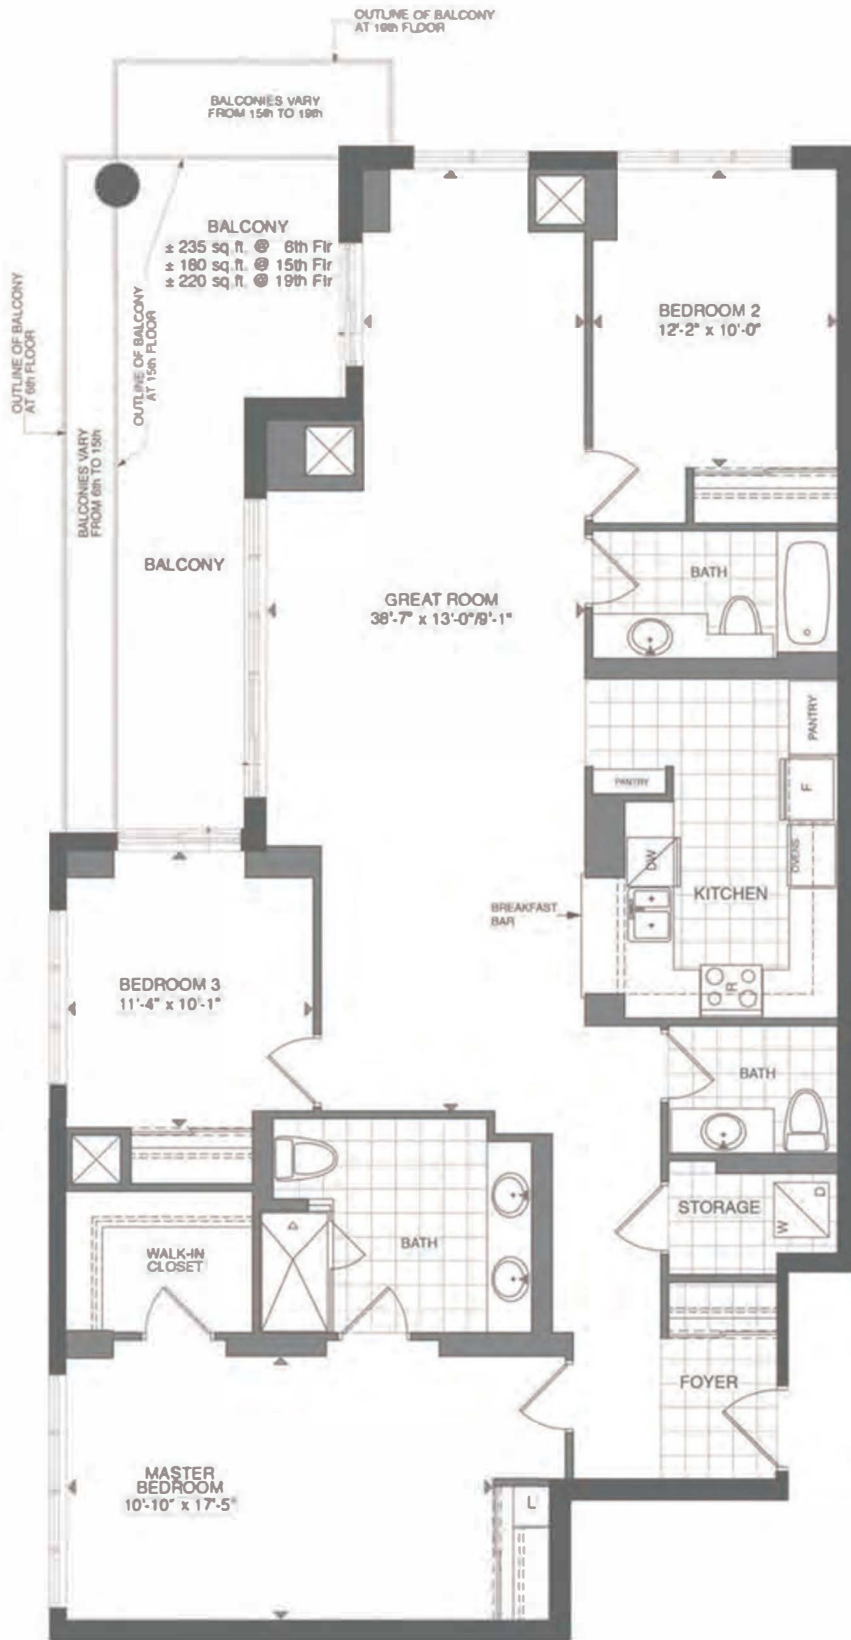 OUTLINE OF BALCONY
AT 19th FLOOR
BALCONIES VARY
FROM 15th TO 19th
BALCONY
± 235 sq.ft. @ 6th Flr
± 180 sq.ft. @ 15th Flr
± 220 sq.ft. @ 19th Flr
OUTLINE OF BALCONY
AT 6th FLOOR
OUTLINE OF BALCONY
AT 15th FLOOR
BALCONIES VARY
FROM 6th TO 15th
BEDROOM 2
12'-2" x 10'-0"
BALCONY
BATH
GREAT ROOM
38'-7" x 13'-0"/9'-1"
PANTRY
PANTRY
F
OVENS
DW
KITCHEN
BREAKFAST
BAR
R
BEDROOM 3
11'-4" x 10'-1"
BATH
STORAGE
W
D
WALK-IN
CLOSET
BATH
FOYER
MASTER
BEDROOM
10'-10" x 17'-5"
L